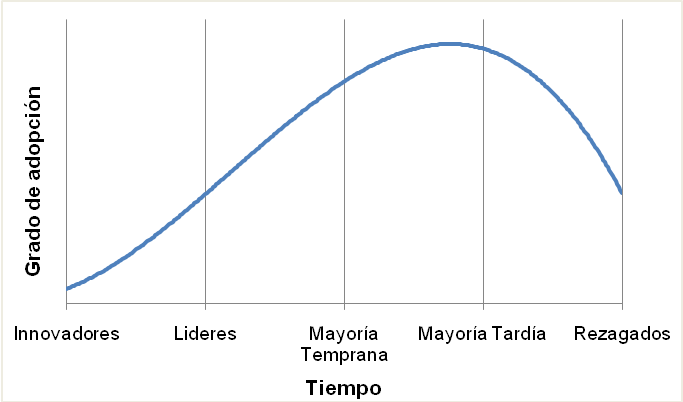 Grado de adopción
Innovadores
Lideres
Mayoría
Temprana
Mayoría Tardía
Rezagados
Tiempo